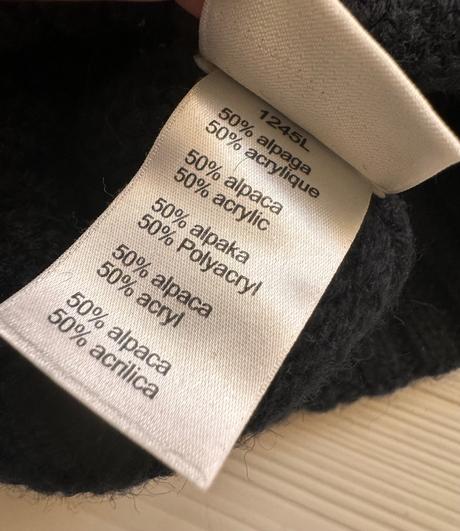 1245L
50% alpaga
50% acrylique
50% alpaca
50% acrylic
50% alpaka
50% Polyacryl
50% alpaca
50% acryl
50% alpaca
50% acrilica